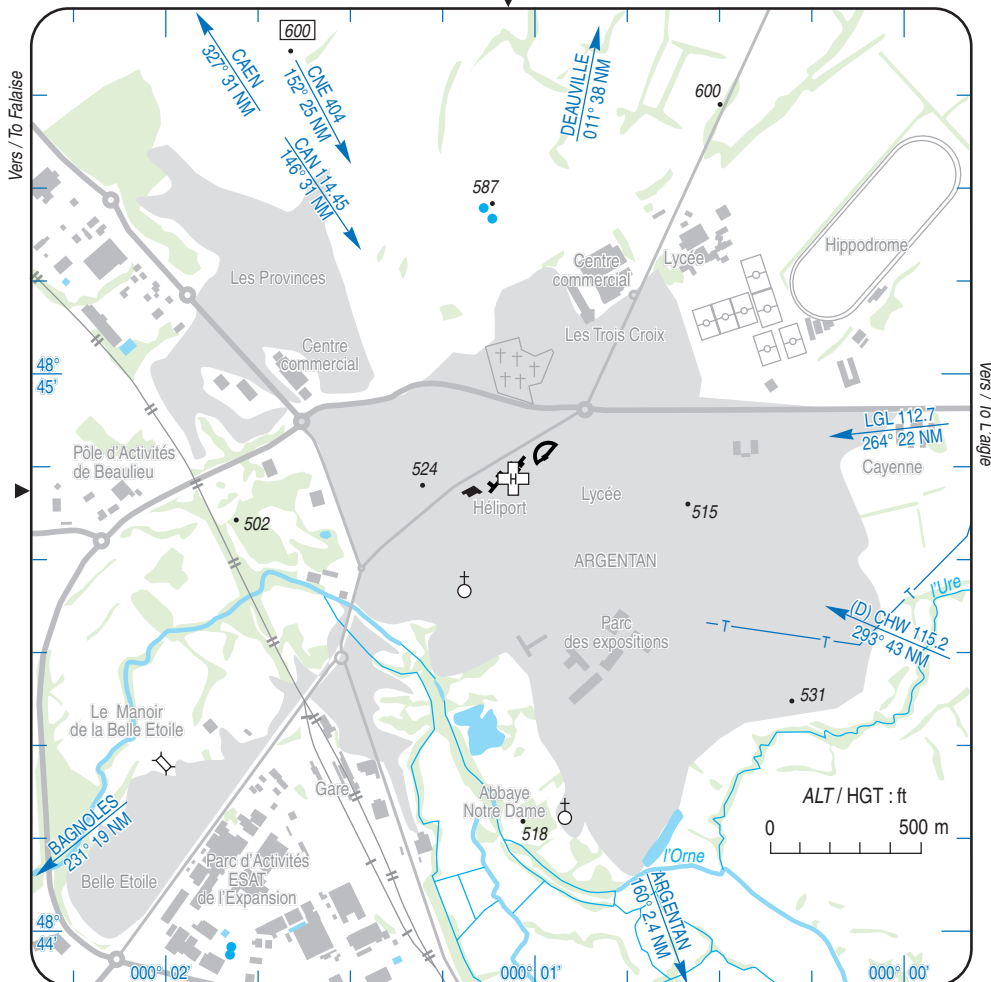 600
CAEN
327° 31 NM
CNE 404
152° 25 NM
CAN 114.45
146° 31 NM
DEAUVILLE
011° 38 NM
600
Vers / To Falaise
587
Hippodrome
Lycée
Centre
commercial
Les Provinces
Les Trois Croix
Centre
commercial
48°
45'
Vers / To L'aigle
LGL 112.7
264° 22 NM
Cayenne
Pôle d'Activités
de Beaulieu
524
H
Héliport
Lycée
515
502
ARGENTAN
l'Ure
(D) CHW 115.2
293° 43 NM
T
T
T
Parc
des expositions
531
Le Manoir
de la Belle Etoile
Gare
Abbaye
Notre Dame
518
ALT / HGT : ft
0
500 m
BAGNOLES
231° 19 NM
l'Orne
Belle Etoile
Parc d'Activités
ESAT
de l'Expansion
ARGENTAN
160° 2.4 NM
48°
44'
000° 02'
000° 01'
000° 00'